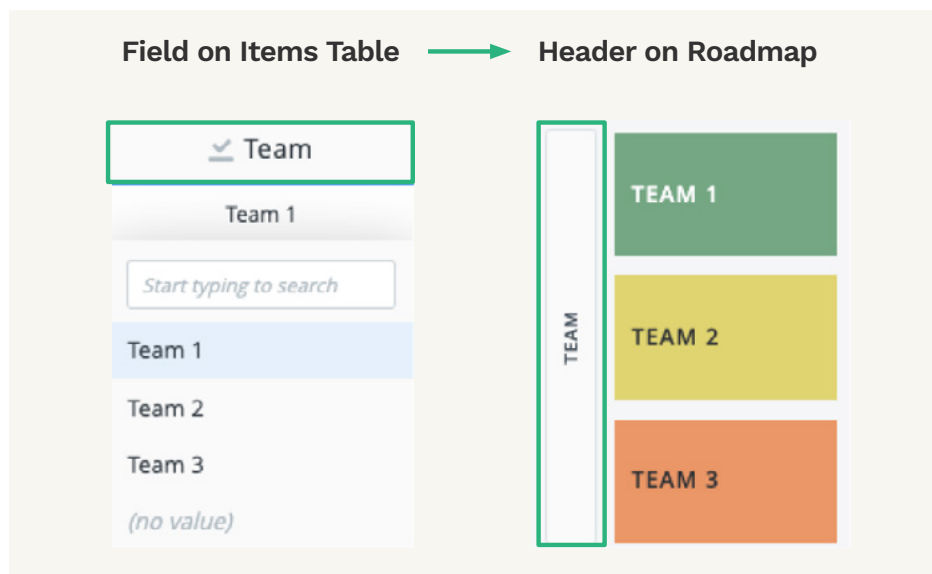 Field on Items Table
Header on Roadmap
Team
Team 1
Start typing to search
Team 1
Team 2
Team 3
(no value)
TEAM
TEAM 1
TEAM 2
TEAM 3